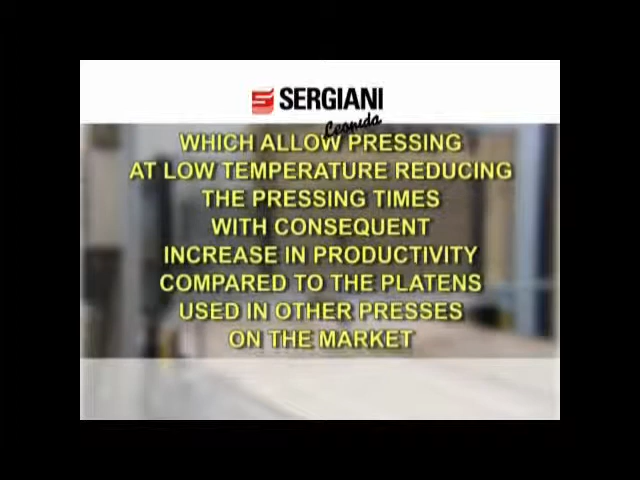 SERGIANI
Leonida
WHICH ALLOW PRESSING
AT LOW TEMPERATURE REDUCING
THE PRESSING TIMES
WITH CONSEQUENT
INCREASE IN PRODUCTIVITY
COMPARED TO THE PLATENS
USED IN OTHER PRESSES
ON THE MARKET